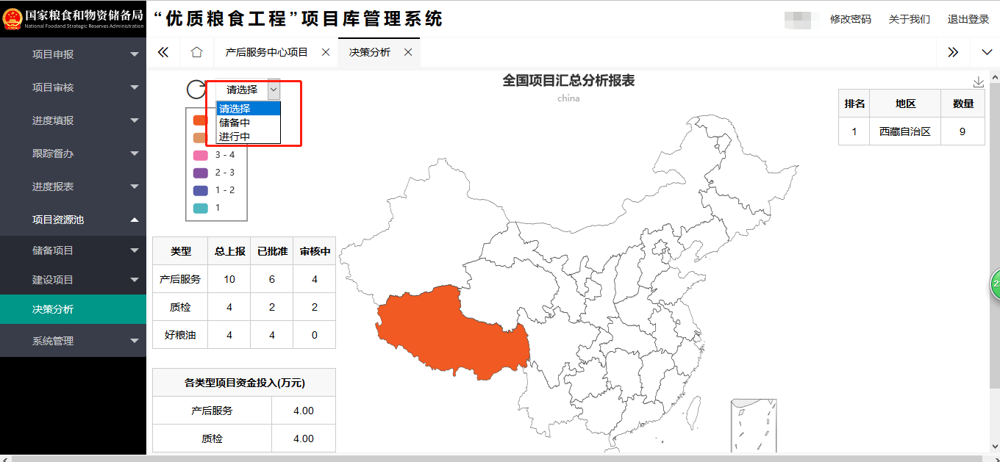 国家粮食和物资储备局
National Foodand Strategic Reserves Administration
“优质粮食工程”项目库管理系统
修改密码 关于我们 退出登录
产后服务中心项目
决策分析
项目申报
项目审核
进度填报
跟踪督办
进度报表
项目资源池
储备项目
建设项目
决策分析
系统管理
请选择
请选择
储备中
进行中
3 - 4
2 - 3
1 - 2
1
全国项目汇总分析报表
china
排名 地区 数量
1 西藏自治区 9
类型 总上报 已批准 审核中
产后服务 10 6 4
质检 4 2 2
好粮油 4 4 0
各类型项目资金投入(万元)
产后服务 4.00
质检 4.00